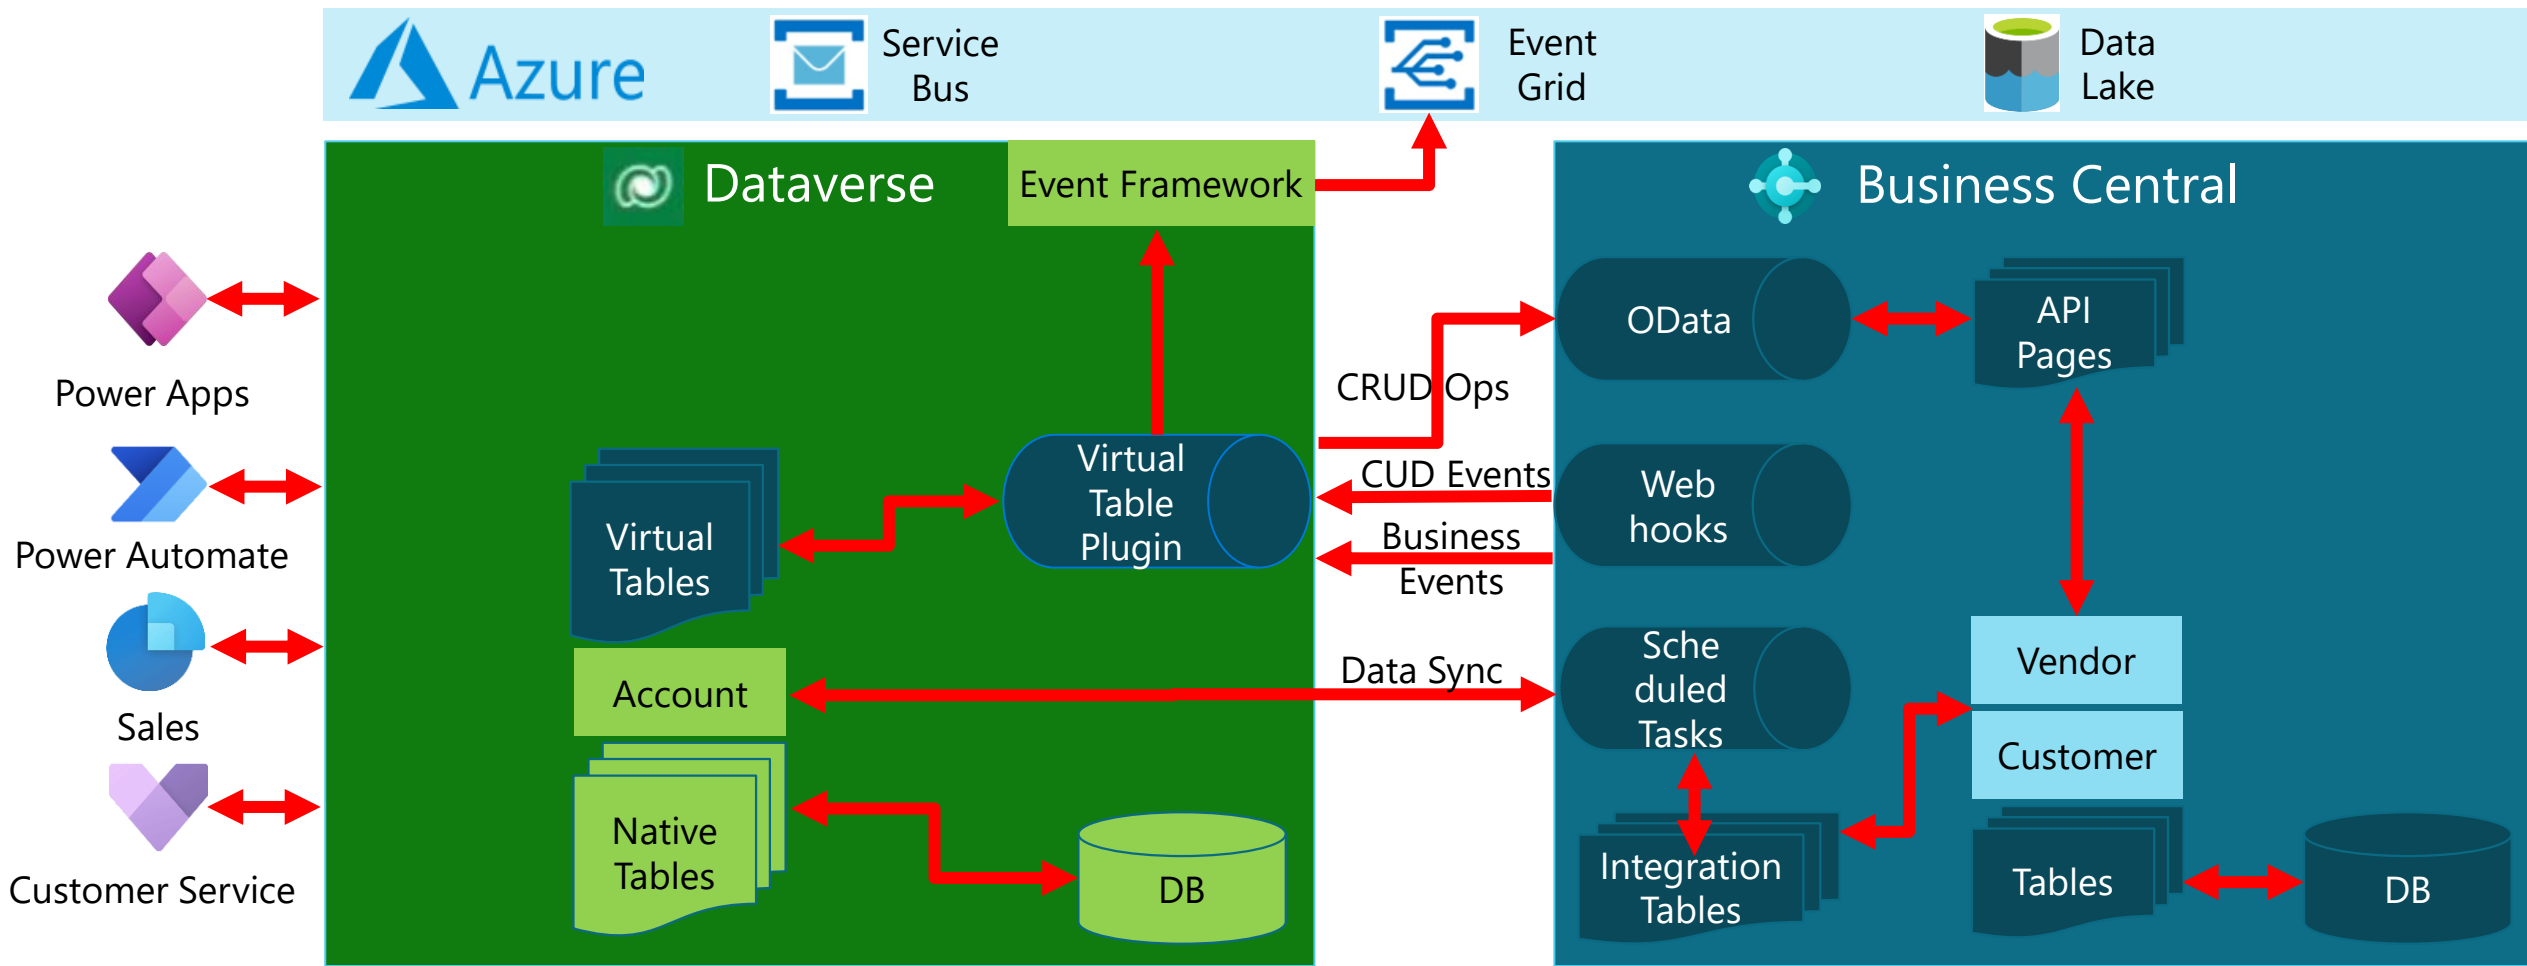 Azure
Service
Bus
Event
Grid
Data
Lake
Dataverse
Event Framework
Business Central
Power Apps
Power Automate
Sales
Customer Service
Virtual
Tables
Virtual
Table
Plugin
Account
Native
Tables
DB
CRUD Ops
CUD Events
Business
Events
Data Sync
OData
API
Pages
Web
hooks
Sche
duled
Tasks
Vendor
Customer
Integration
Tables
Tables
DB